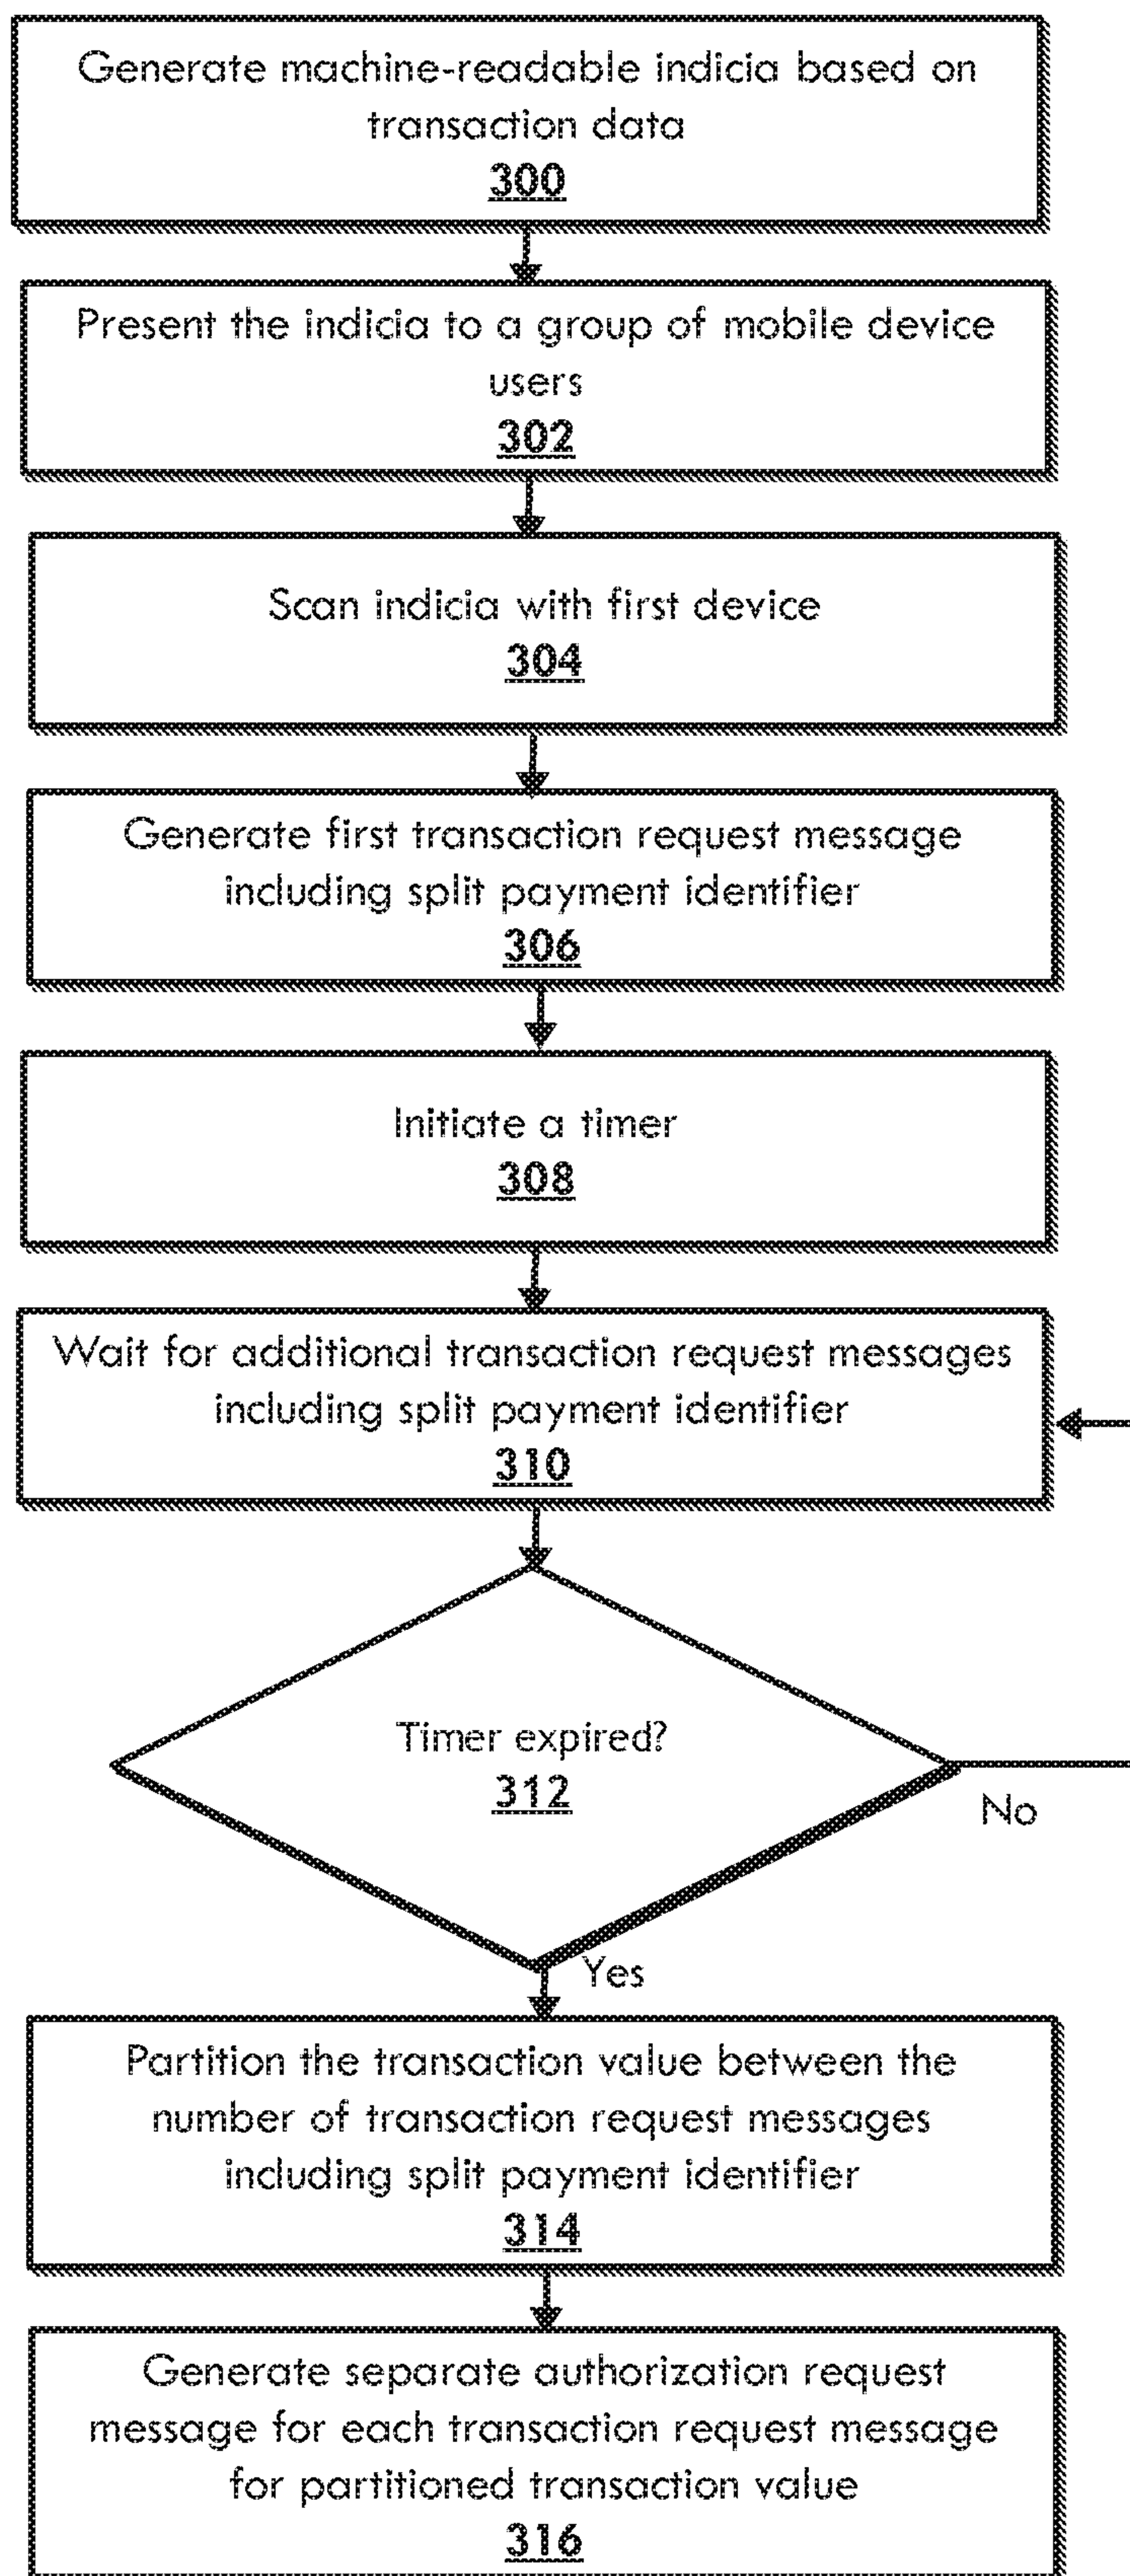 Generate machine-readable indicia based on
transaction data
300
Present the indicia to a group of mobile device
users
302
Scan indicia with first device
304
Generate first transaction request message
including split payment identifier
306
Initiate a timer
308
Wait for additional transaction request messages
including split payment identifier
310
Timer expired?
312
No
Yes
Partition the transaction value between the
number of transaction request messages
including split payment identifier
314
Generate separate authorization request
message for each transaction request message
for partitioned transaction value
316